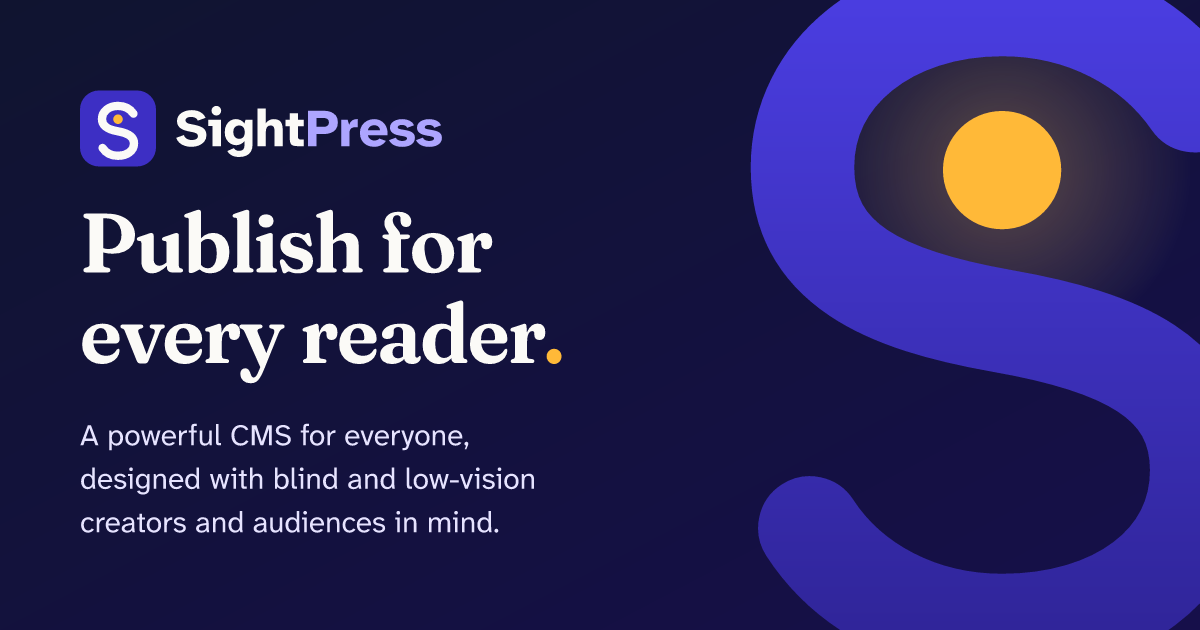 SightPress
Publish for
every reader.
A powerful CMS for everyone,
designed with blind and low-vision
creators and audiences in mind.